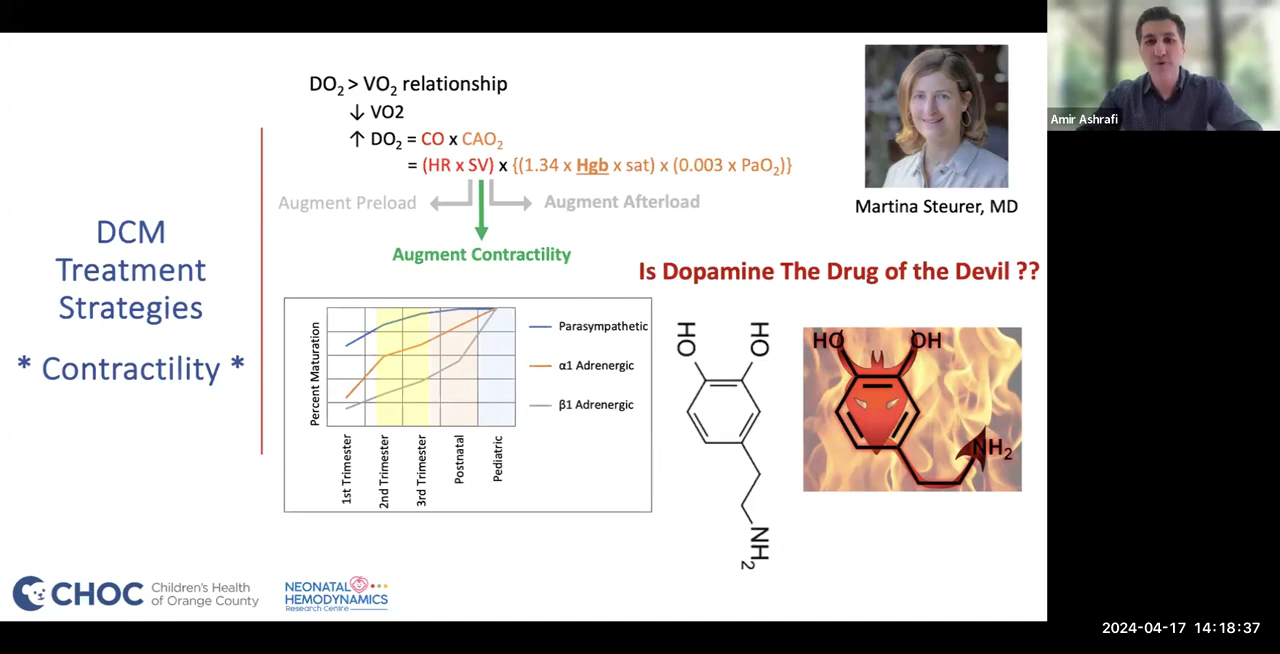 DO2 > VO2 relationship
↓ VO2
↑ DO2 = CO x CAO2
= (HR x SV) x {(1.34 x Hgb x sat) x (0.003 x PaO2)}
Augment Preload
Augment Afterload
Augment Contractility
DCM
Treatment
Strategies
* Contractility *
Martina Steurer, MD
Amir Ashrafi
Is Dopamine The Drug of the Devil ??
Percent Maturation
Parasympathetic
α1 Adrenergic
β1 Adrenergic
1st Trimester
2nd Trimester
3rd Trimester
Postnatal
Pediatric
HO
HO
NH2
HO
OH
NH2
CHOC
Children's Health
of Orange County
NEONATAL
HEMODYNAMICS
Research Centre
2024-04-17 14:18:37